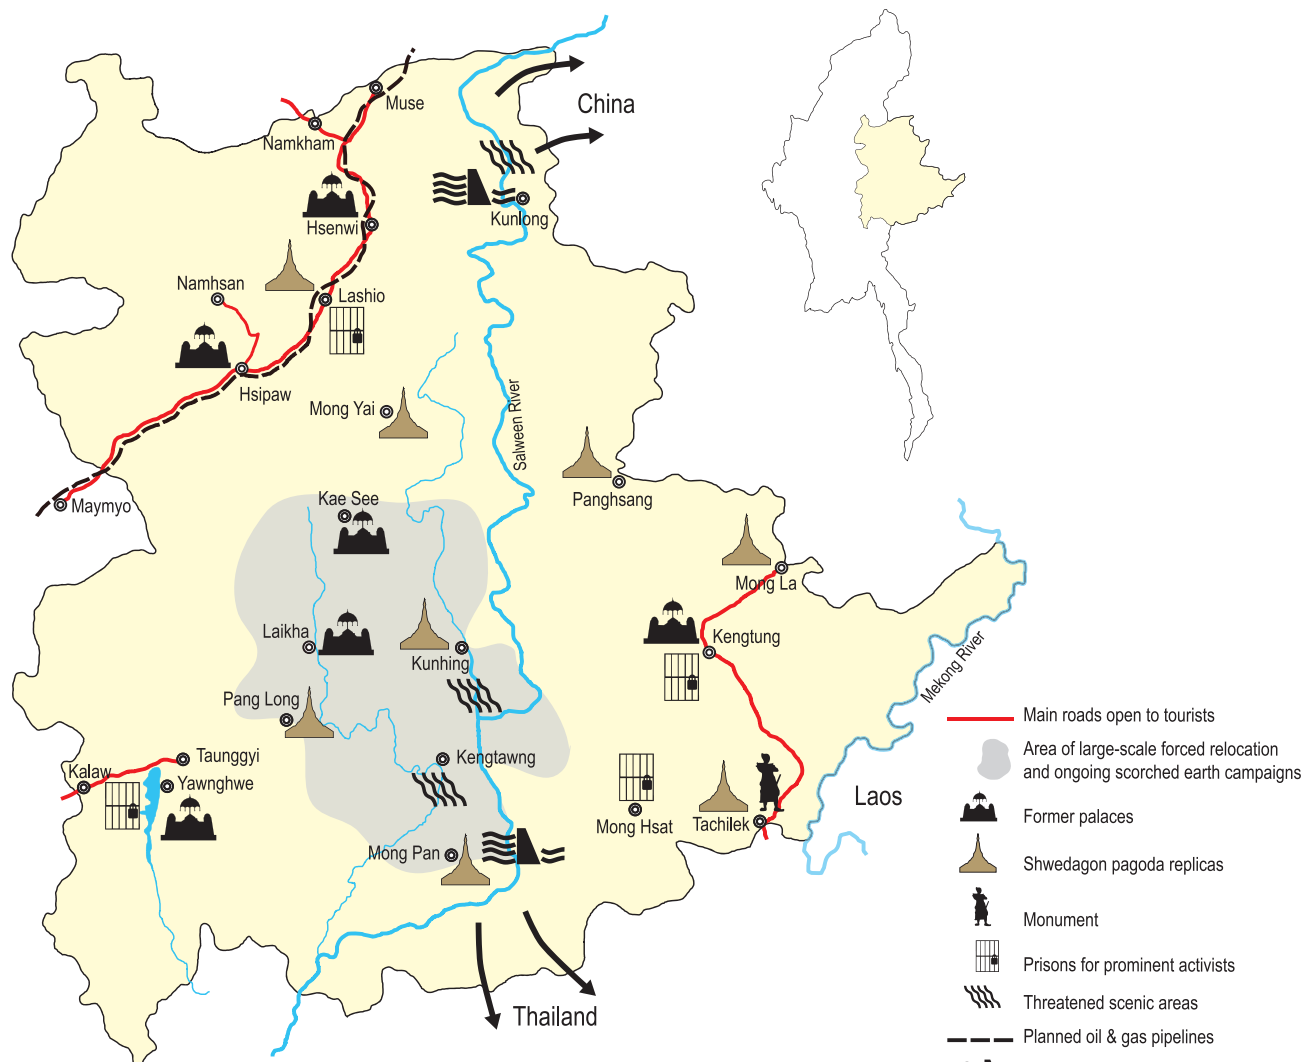 China
Muse
Namkham
Kunlong
Hsenwi
Namhsan
Lashio
Hsipaw
Mong Yai
Salween River
Panghsang
Maymyo
Kae See
Mong La
Laikha
Kunhing
Kengtung
Mekong River
Pang Long
Taunggyi
Kengtawng
Kalaw
Yawnghwe
Laos
Mong Hsat
Tachilek
Mong Pan
Thailand
Main roads open to tourists
Area of large-scale forced relocation
and ongoing scorched earth campaigns
Former palaces
Shwedagon pagoda replicas
Monument
Prisons for prominent activists
Threatened scenic areas
Planned oil & gas pipelines